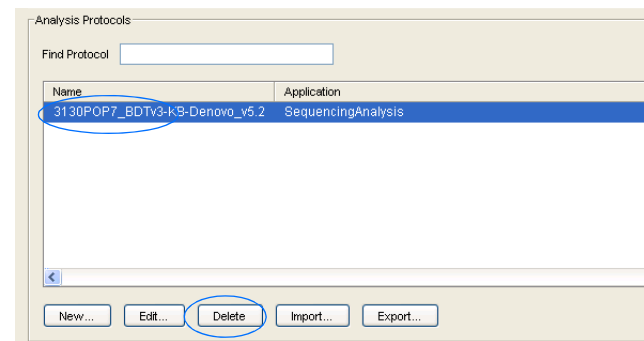 Analysis Protocols
Find Protocol
Name Application
3130POP7_BDTv3-KB-Denovo_v5.2 SequencingAnalysis
New... Edit... Delete Import... Export...